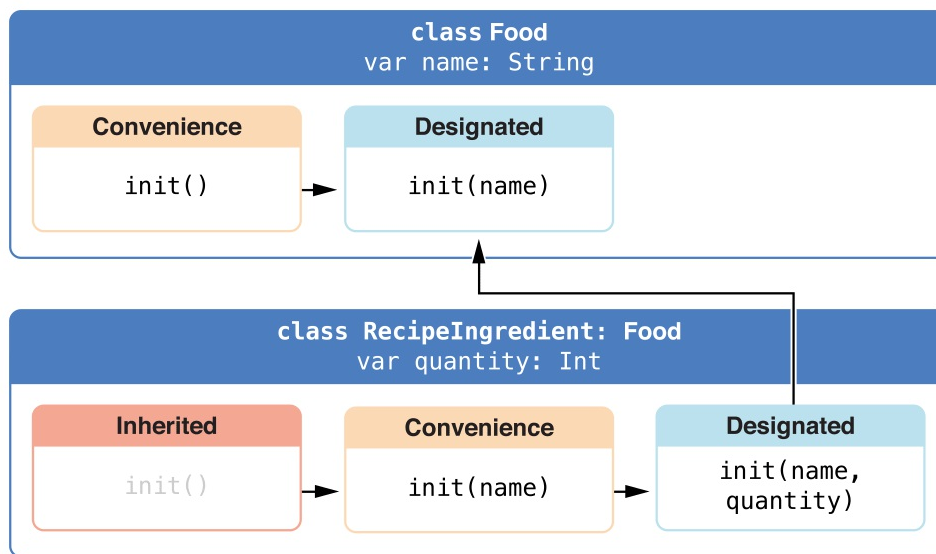 class Food
var name: String
Convenience
init()
Designated
init(name)
class RecipeIngredient: Food
var quantity: Int
Inherited
init()
Convenience
init(name)
Designated
init(name,
quantity)